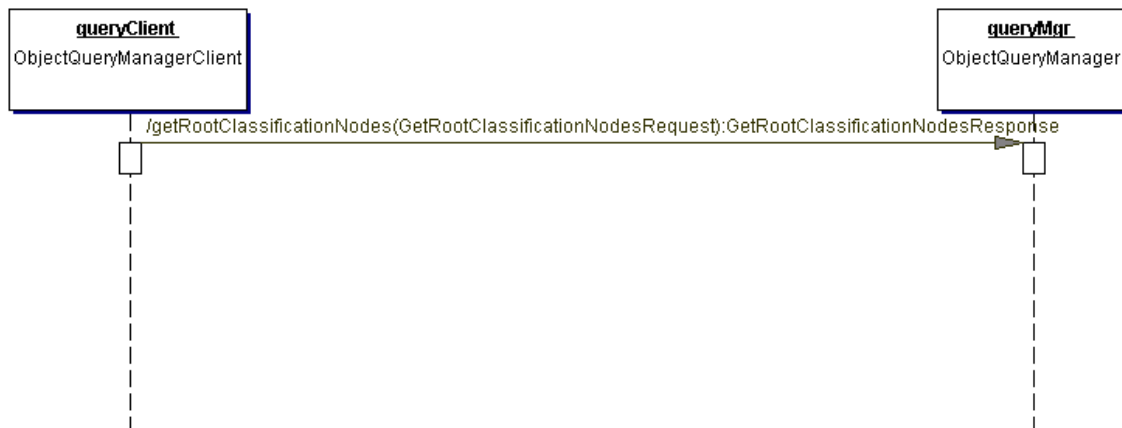 queryClient
ObjectQueryManagerClient
queryMgr
ObjectQueryManager
/getRootClassificationNodes(GetRootClassificationNodesRequest):GetRootClassificationNodesResponse